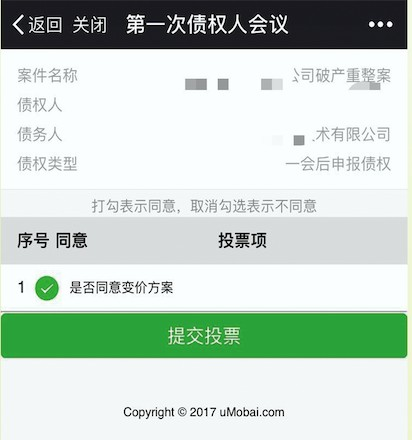 返回 关闭 第一次债权人会议
案件名称 公司破产重整案
债权人
债务人 术有限公司
债权类型 一会后申报债权
打勾表示同意，取消勾选表示不同意
序号 同意 投票项
1 是否同意变价方案
提交投票
Copyright © 2017 uMobai.com